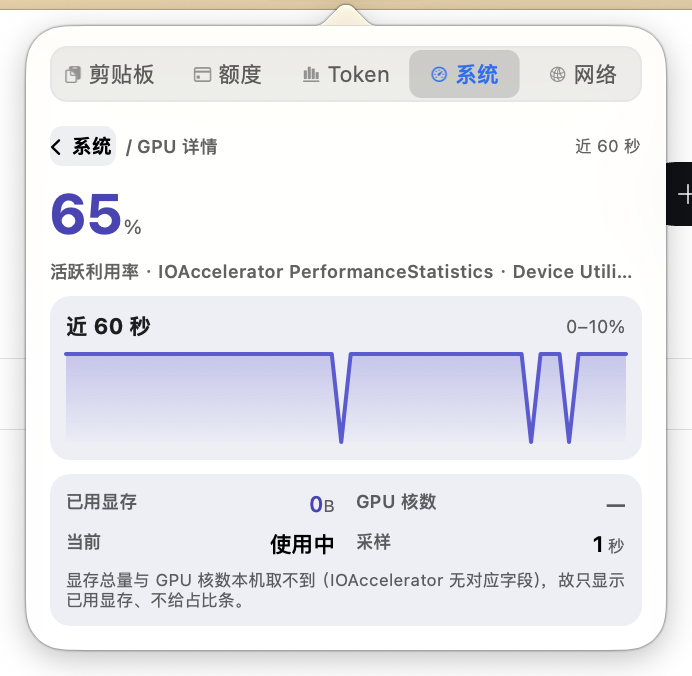 剪贴板 额度 Token 系统 网络
系统 / GPU 详情 近 60 秒
65%
活跃利用率 · IOAccelerator PerformanceStatistics · Device Utili...
近 60 秒 0–10%
已用显存 0B GPU 核数 —
当前 使用中 采样 1 秒
显存总量与 GPU 核数本机取不到（IOAccelerator 无对应字段），故只显示
已用显存、不给占比条。